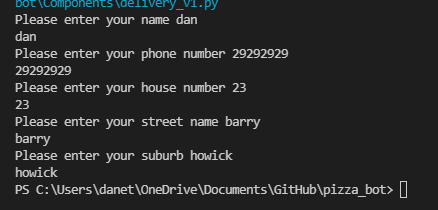 bot\Components\delivery_v1.py
Please enter your name dan
dan
Please enter your phone number 29292929
29292929
Please enter your house number 23
23
Please enter your street name barry
barry
Please enter your suburb howick
howick
PS C:\Users\danet\OneDrive\Documents\GitHub\pizza_bot>